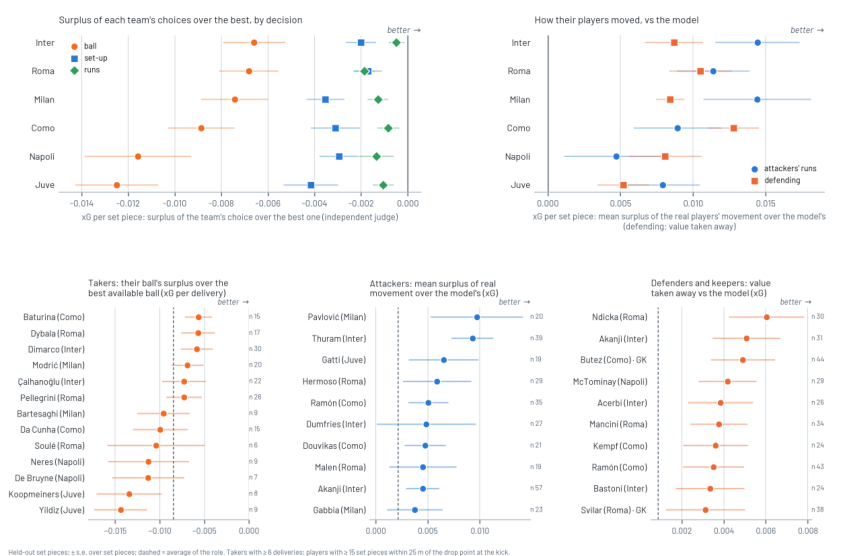 Surplus of each team's choices over the best, by decision
better →
Inter
Roma
Milan
Como
Napoli
Juve
ball
set-up
runs
−0.014
−0.012
−0.010
−0.008
−0.006
−0.004
−0.002
0.000
xG per set piece: surplus of the team's choice over the best one (independent judge)
How their players moved, vs the model
better →
Inter
Roma
Milan
Como
Napoli
Juve
attackers' runs
defending
0.000
0.005
0.010
0.015
xG per set piece: mean surplus of the real players' movement over the model's
(defending: value taken away)
Takers: their ball's surplus over the
best available ball (xG per delivery)
better →
Baturina (Como) n 15
Dybala (Roma) n 17
Dimarco (Inter) n 30
Modrić (Milan) n 20
Çalhanoğlu (Inter) n 22
Pellegrini (Roma) n 26
Bartesaghi (Milan) n 9
Da Cunha (Como) n 15
Soulé (Roma) n 6
Neres (Napoli) n 9
De Bruyne (Napoli) n 7
Koopmeiners (Juve) n 8
Yildiz (Juve) n 9
−0.015
−0.010
−0.005
0.000
Attackers: mean surplus of real
movement over the model's (xG)
better →
Pavlović (Milan) n 20
Thuram (Inter) n 39
Gatti (Juve) n 19
Hermoso (Roma) n 29
Ramón (Como) n 35
Dumfries (Inter) n 27
Douvikas (Como) n 21
Malen (Roma) n 19
Akanji (Inter) n 57
Gabbia (Milan) n 23
0.000
0.005
0.010
Defenders and keepers: value
taken away vs the model (xG)
better →
Ndicka (Roma) n 30
Akanji (Inter) n 31
Butez (Como) · GK n 44
McTominay (Napoli) n 29
Acerbi (Inter) n 26
Mancini (Roma) n 25
Kempf (Como) n 24
Ramón (Como) n 43
Bastoni (Inter) n 24
Svilar (Roma) · GK n 38
0.002
0.004
0.006
0.008
Held-out set pieces; ± s.e. over set pieces; dashed = average of the role. Takers with ≥ 6 deliveries; players with ≥ 15 set pieces within 25 m of the drop point at the kick.